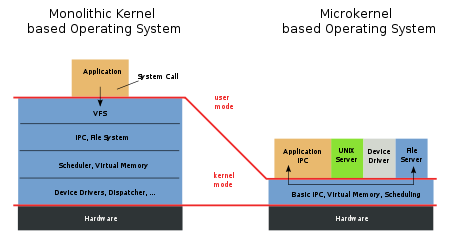 Monolithic Kernel
based Operating System
Microkernel
based Operating System
Application
System Call
user
mode
VFS
IPC, File System
Scheduler, Virtual Memory
Device Drivers, Dispatcher, ...
Hardware
kernel
mode
Application
IPC
UNIX
Server
Device
Driver
File
Server
Basic IPC, Virtual Memory, Scheduling
Hardware